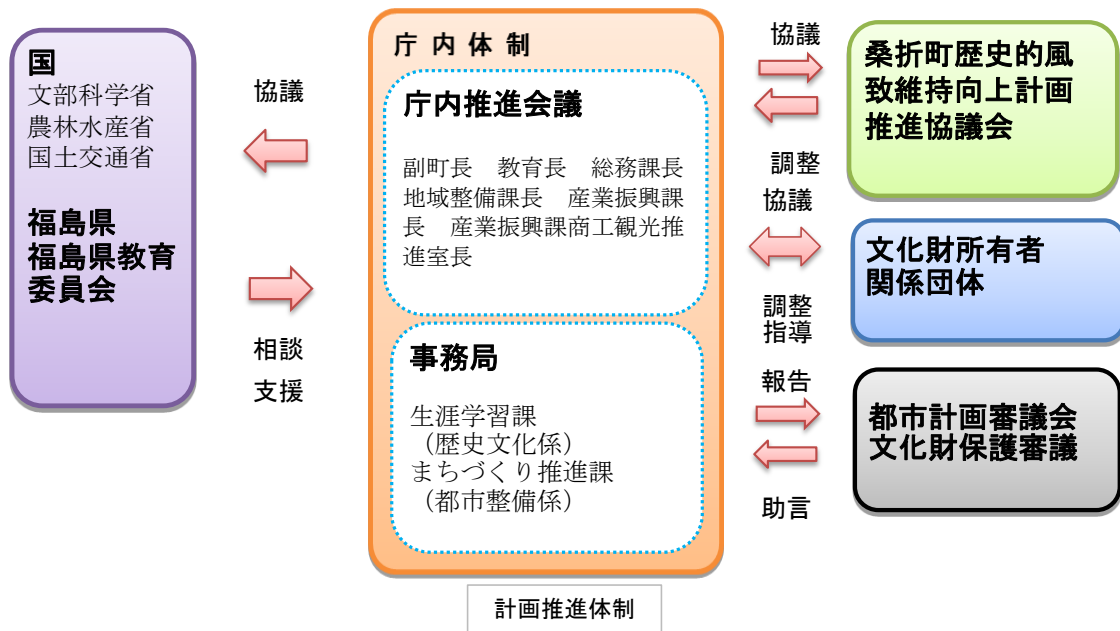 国
文部科学省
農林水産省
国土交通省
福島県
福島県教育
委員会
協議
相談
支援
庁内体制
庁内推進会議
副町長　教育長　総務課長
地域整備課長　産業振興課
長　産業振興課商工観光推
進室長
事務局
生涯学習課
（歴史文化係）
まちづくり推進課
（都市整備係）
協議
調整
協議
調整
指導
報告
助言
桑折町歴史的風
致維持向上計画
推進協議会
文化財所有者
関係団体
都市計画審議会
文化財保護審議
計画推進体制